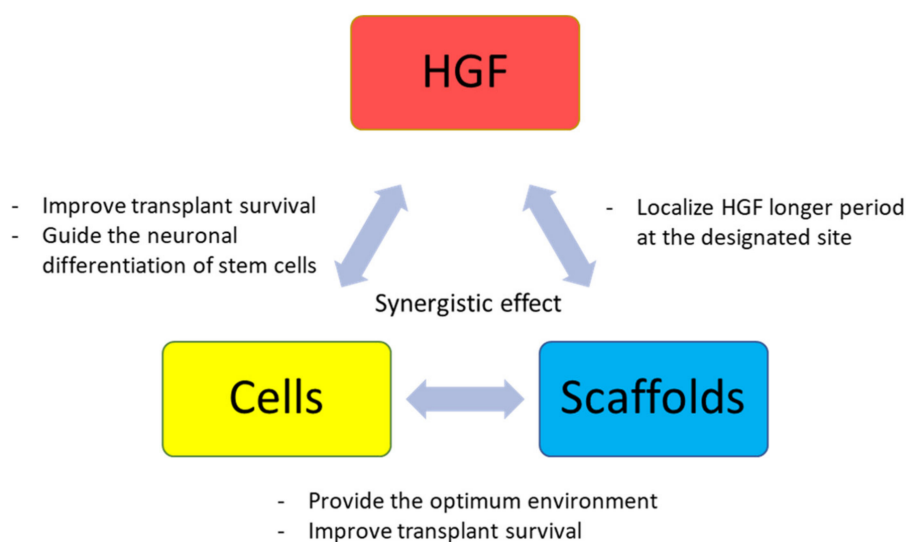 HGF
- Improve transplant survival
- Guide the neuronal
differentiation of stem cells
- Localize HGF longer period
at the designated site
Synergistic effect
Cells
Scaffolds
- Provide the optimum environment
- Improve transplant survival